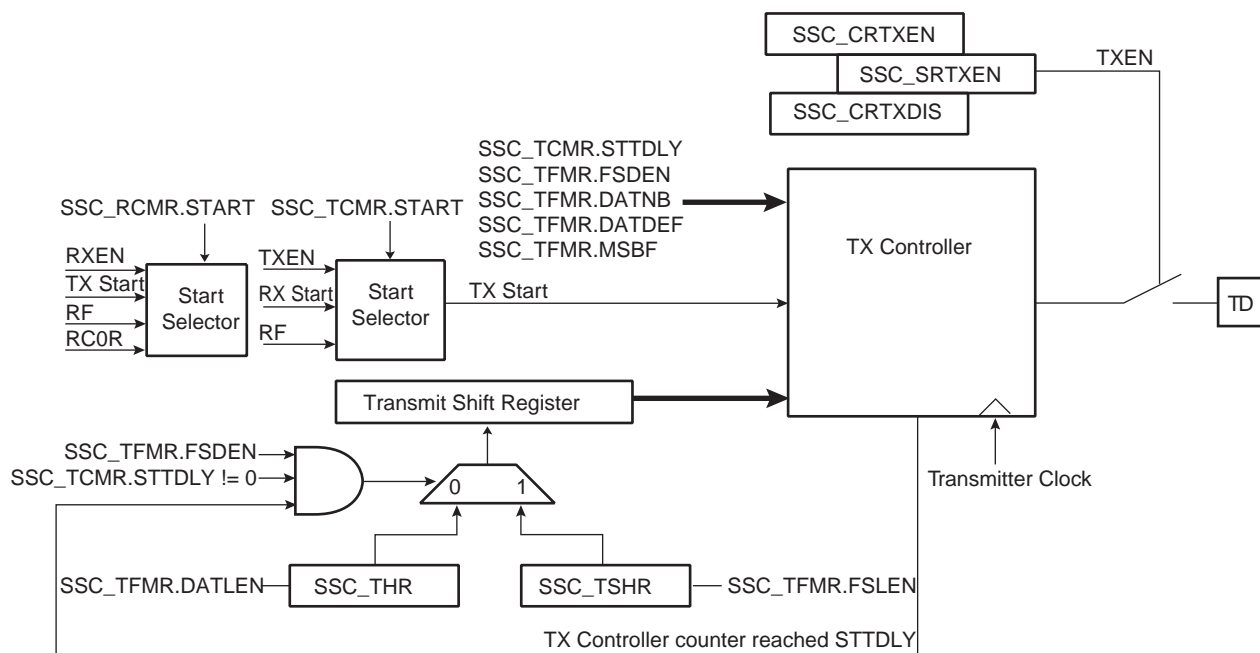 SSC_CRTXEN
SSC_SRTXEN
SSC_CRTXDIS
TXEN
SSC_TCMR.STTDLY
SSC_TFMR.FSDEN
SSC_TFMR.DATNB
SSC_TFMR.DATDEF
SSC_TFMR.MSBF
SSC_RCMR.START
SSC_TCMR.START
RXEN
TX Start
RF
RC0R
Start
Selector
TXEN
RX Start
RF
Start
Selector
TX Start
TX Controller
TD
Transmit Shift Register
SSC_TFMR.FSDEN
SSC_TCMR.STTDLY != 0
0
1
Transmitter Clock
SSC_TFMR.DATLEN
SSC_THR
SSC_TSHR
SSC_TFMR.FSLEN
TX Controller counter reached STTDLY